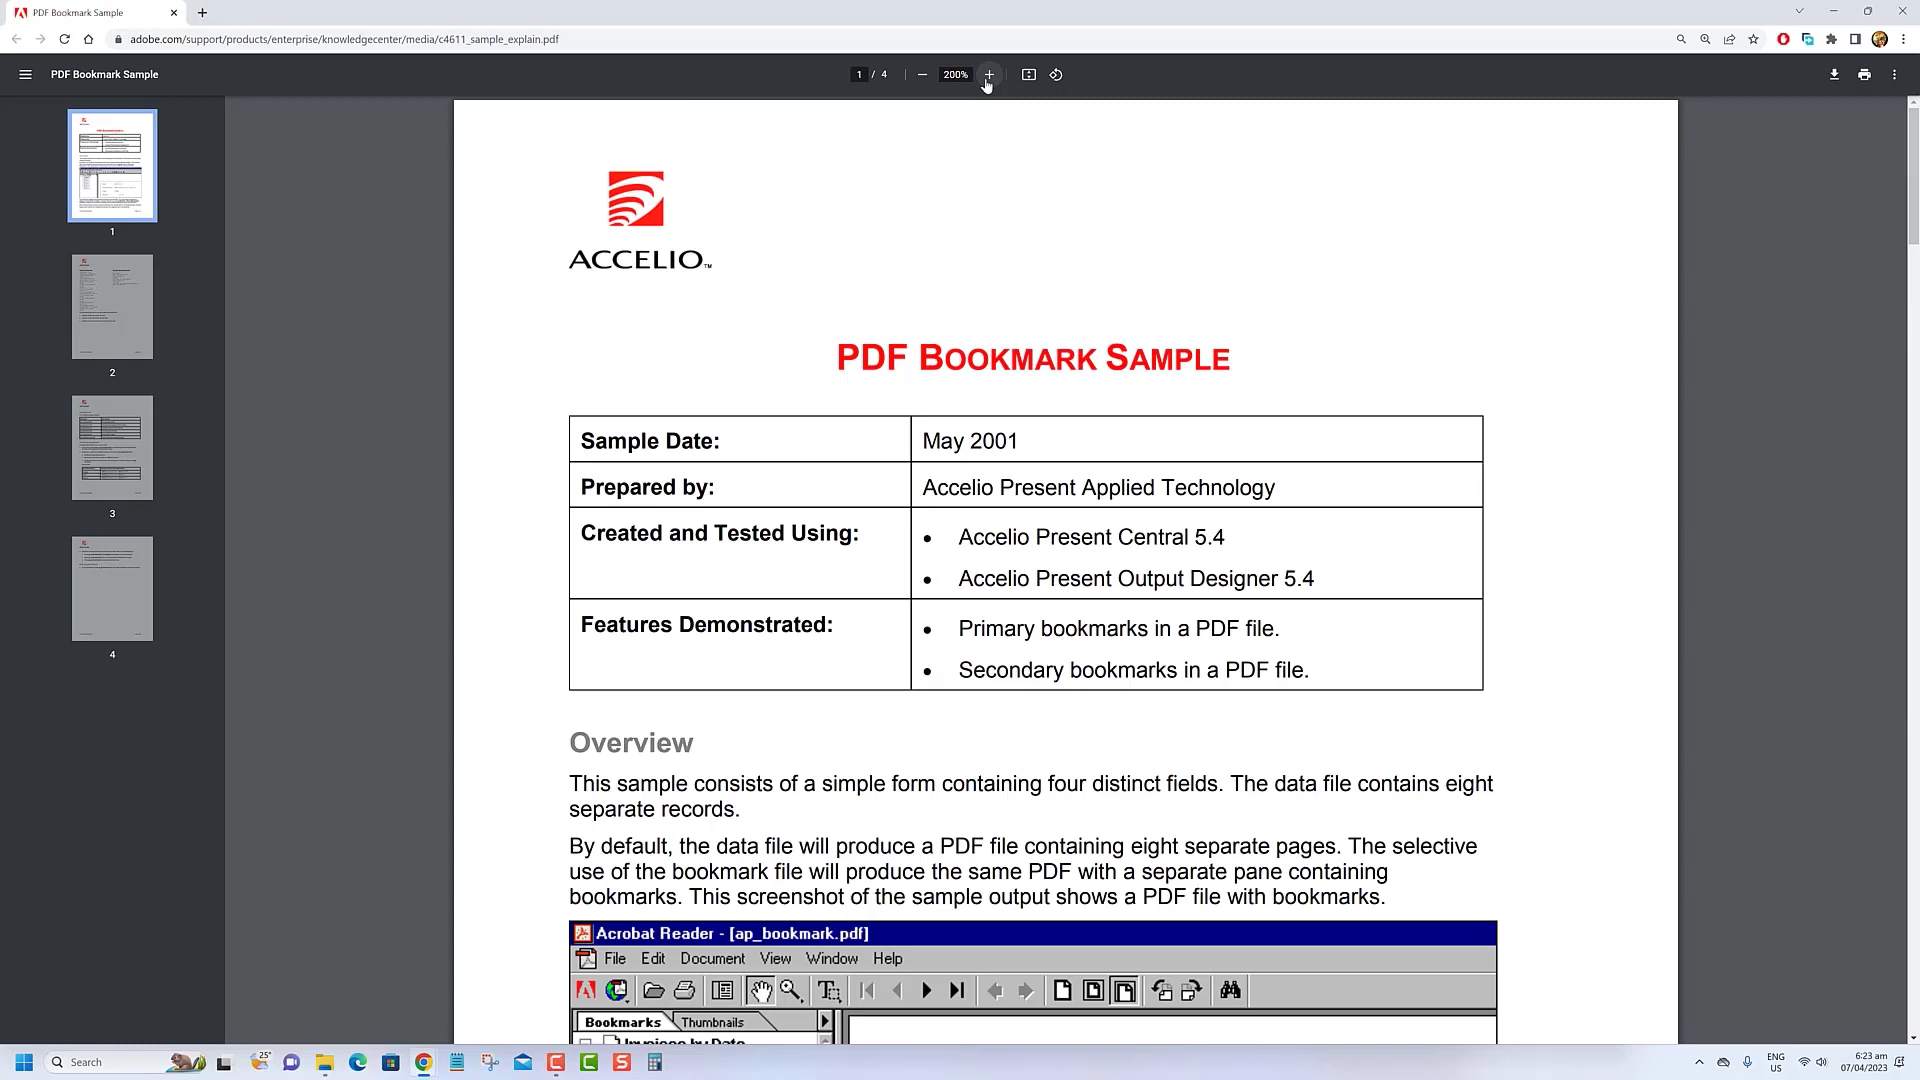 PDF Bookmark Sample
adobe.com/support/products/enterprise/knowledgecenter/media/c4611_sample_explain.pdf
PDF Bookmark Sample
1 / 4
200%
1
2
3
4
ACCELIO™
PDF BOOKMARK SAMPLE
Sample Date: May 2001
Prepared by: Accelio Present Applied Technology
Created and Tested Using: • Accelio Present Central 5.4
• Accelio Present Output Designer 5.4
Features Demonstrated: • Primary bookmarks in a PDF file.
• Secondary bookmarks in a PDF file.
Overview
This sample consists of a simple form containing four distinct fields. The data file contains eight
separate records.
By default, the data file will produce a PDF file containing eight separate pages. The selective
use of the bookmark file will produce the same PDF with a separate pane containing
bookmarks. This screenshot of the sample output shows a PDF file with bookmarks.
Acrobat Reader - [ap_bookmark.pdf]
File Edit Document View Window Help
Bookmarks Thumbnails
Invoices by Date
Search
25°
ENG
US
6:23 am
07/04/2023